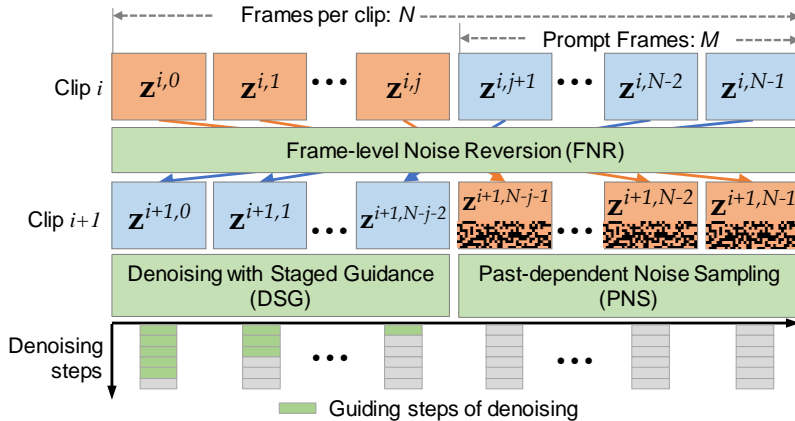 Frames per clip: N
Prompt Frames: M
Clip i
z^{i,0} z^{i,1} ••• z^{i,j} z^{i,j+1} ••• z^{i,N-2} z^{i,N-1}
Frame-level Noise Reversion (FNR)
Clip i+1
z^{i+1,0} z^{i+1,1} ••• z^{i+1,N-j-2} z^{i+1,N-j-1} ••• z^{i+1,N-2} z^{i+1,N-1}
Denoising with Staged Guidance
(DSG)
Past-dependent Noise Sampling
(PNS)
Denoising
steps
••• •••
Guiding steps of denoising